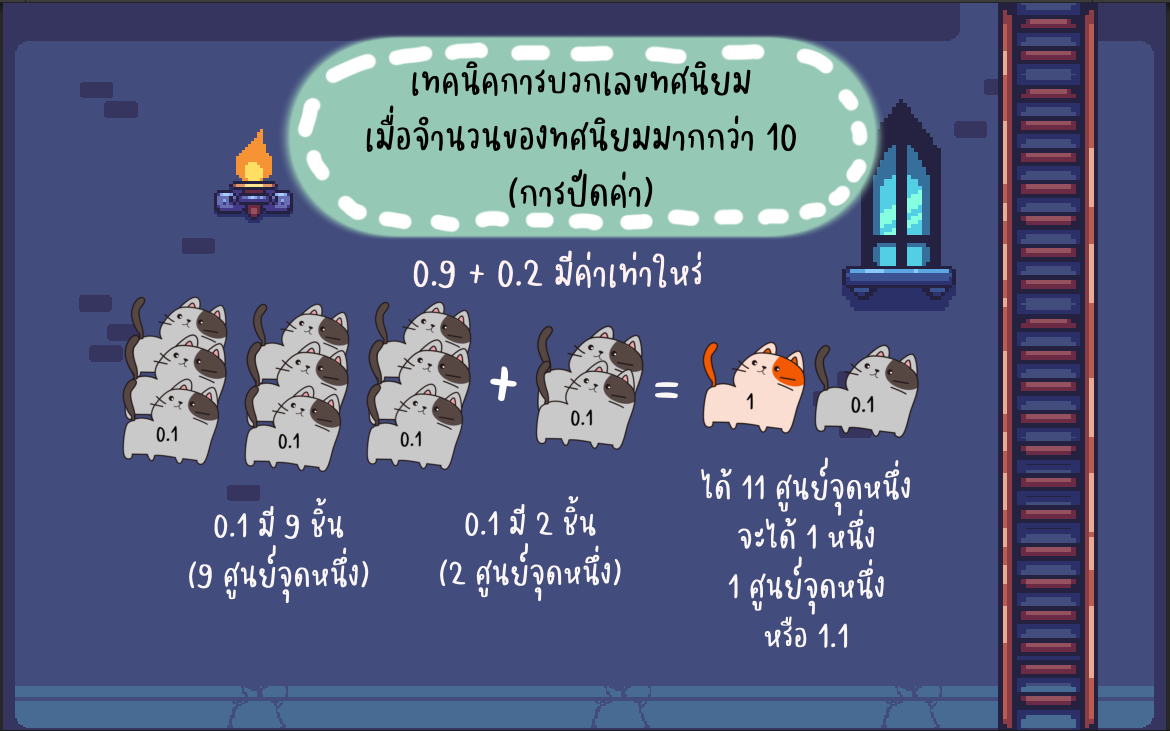 เทคนิคการบวกเลขทศนิยม
เมื่อจำนวนของทศนิยมมากกว่า 10
(การปัดค่า)
0.9 + 0.2 มีค่าเท่าใหร่
0.1
0.1
0.1
+
0.1
=
1
0.1
0.1 มี 9 ชิ้น
(9 ศูนย์จุดหนึ่ง)
0.1 มี 2 ชิ้น
(2 ศูนย์จุดหนึ่ง)
ได้ 11 ศูนย์จุดหนึ่ง
จะได้ 1 หนึ่ง
1 ศูนย์จุดหนึ่ง
หรือ 1.1